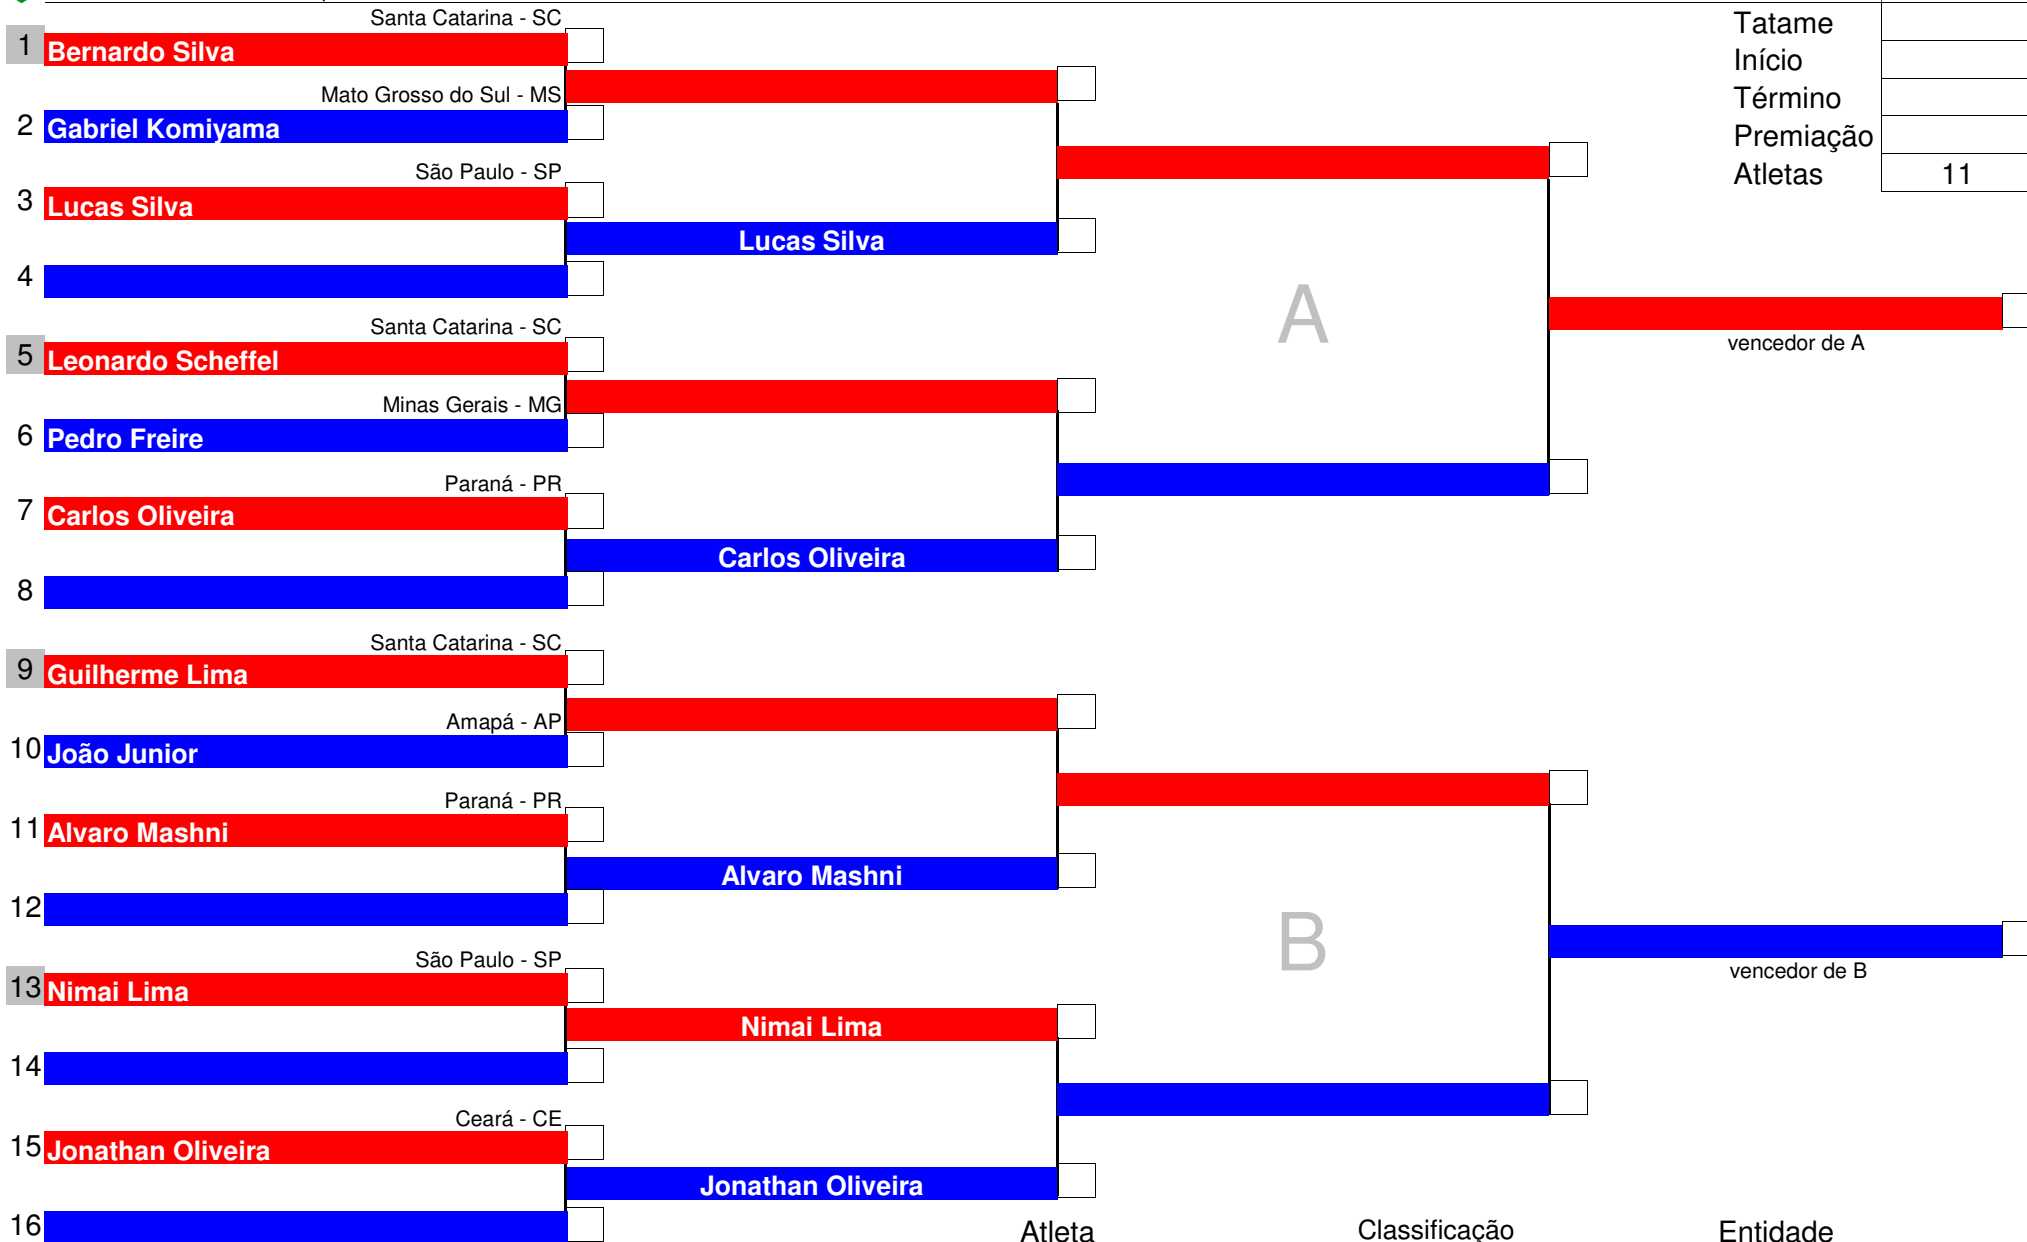 Santa Catarina - SC
1 Bernardo Silva
Mato Grosso do Sul - MS
2 Gabriel Komiyama
São Paulo - SP
3 Lucas Silva
Lucas Silva
4
Santa Catarina - SC
5 Leonardo Scheffel
Minas Gerais - MG
6 Pedro Freire
Paraná - PR
7 Carlos Oliveira
Carlos Oliveira
8
Santa Catarina - SC
9 Guilherme Lima
Amapá - AP
10 João Junior
Paraná - PR
11 Alvaro Mashni
Alvaro Mashni
12
São Paulo - SP
13 Nimai Lima
Nimai Lima
14
Ceará - CE
15 Jonathan Oliveira
Jonathan Oliveira
16
A
B
vencedor de A
vencedor de B
Tatame
Início
Término
Premiação
Atletas 11
Atleta Classificação Entidade